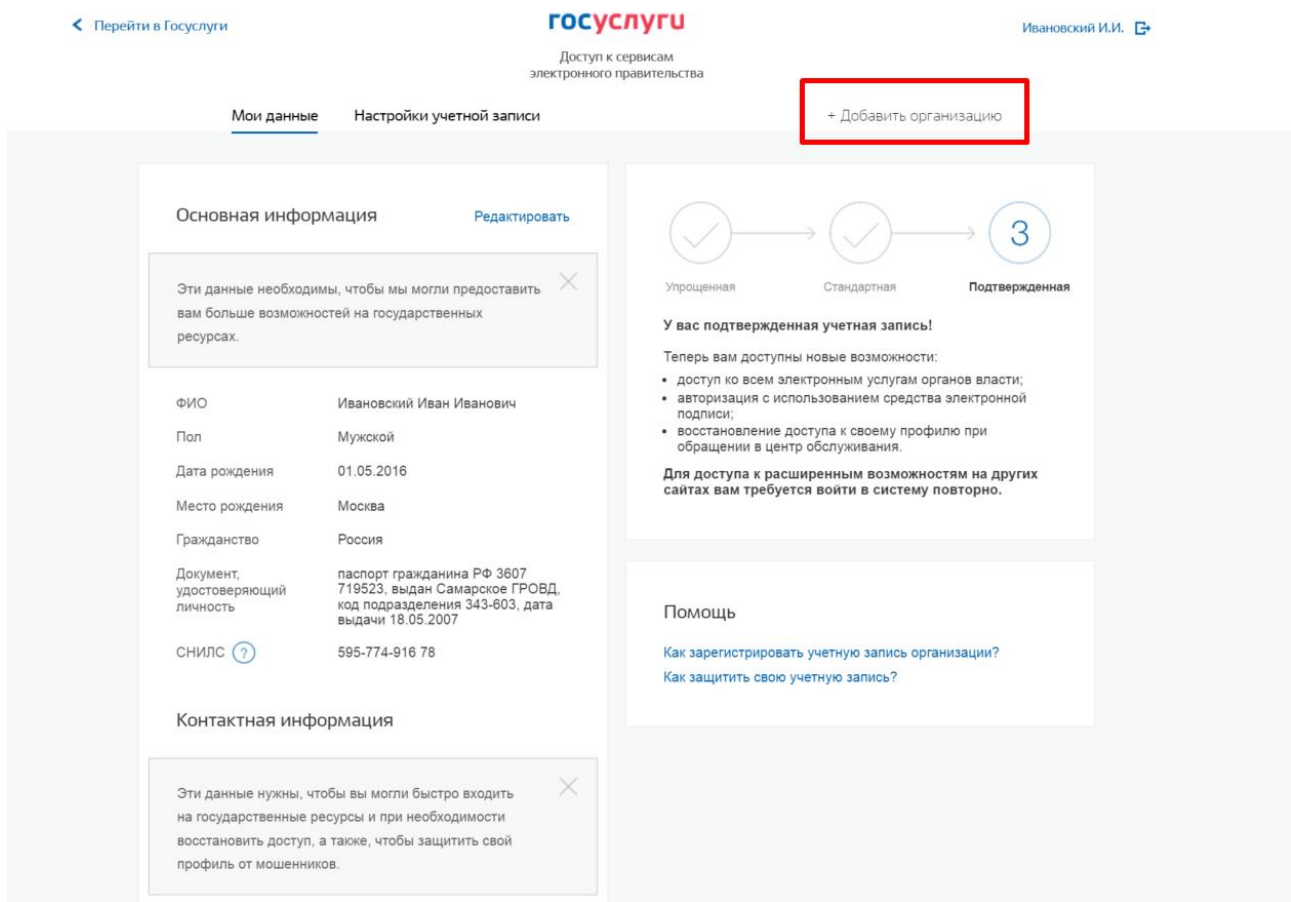 Перейти в Госуслуги
госуслуги
Ивановский И.И.
Доступ к сервисам
электронного правительства
Мои данные
Настройки учетной записи
+ Добавить организацию
Основная информация
Редактировать
Эти данные необходимы, чтобы мы могли предоставить
вам больше возможностей на государственных
ресурсах.
ФИО
Ивановский Иван Иванович
Пол
Мужской
Дата рождения
01.05.2016
Место рождения
Москва
Гражданство
Россия
Документ,
удостоверяющий
личность
паспорт гражданина РФ 3607
719523, выдан Самарское ГРОВД,
код подразделения 343-603, дата
выдачи 18.05.2007
СНИЛС ?
595-774-916 78
Контактная информация
Эти данные нужны, чтобы вы могли быстро входить
на государственные ресурсы и при необходимости
восстановить доступ, а также, чтобы защитить свой
профиль от мошенников.
3
Упрощенная
Стандартная
Подтвержденная
У вас подтвержденная учетная запись!
Теперь вам доступны новые возможности:
• доступ ко всем электронным услугам органов власти;
• авторизация с использованием средства электронной
подписи;
• восстановление доступа к своему профилю при
обращении в центр обслуживания.
Для доступа к расширенным возможностям на других
сайтах вам требуется войти в систему повторно.
Помощь
Как зарегистрировать учетную запись организации?
Как защитить свою учетную запись?